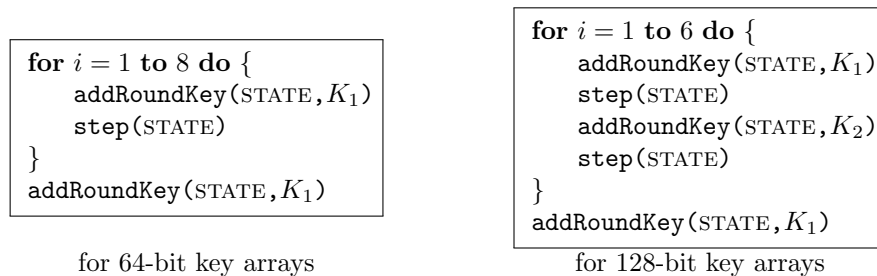 for i = 1 to 8 do {
addRoundKey(STATE,K₁)
step(STATE)
}
addRoundKey(STATE,K₁)
for 64-bit key arrays
for i = 1 to 6 do {
addRoundKey(STATE,K₁)
step(STATE)
addRoundKey(STATE,K₂)
step(STATE)
}
addRoundKey(STATE,K₁)
for 128-bit key arrays